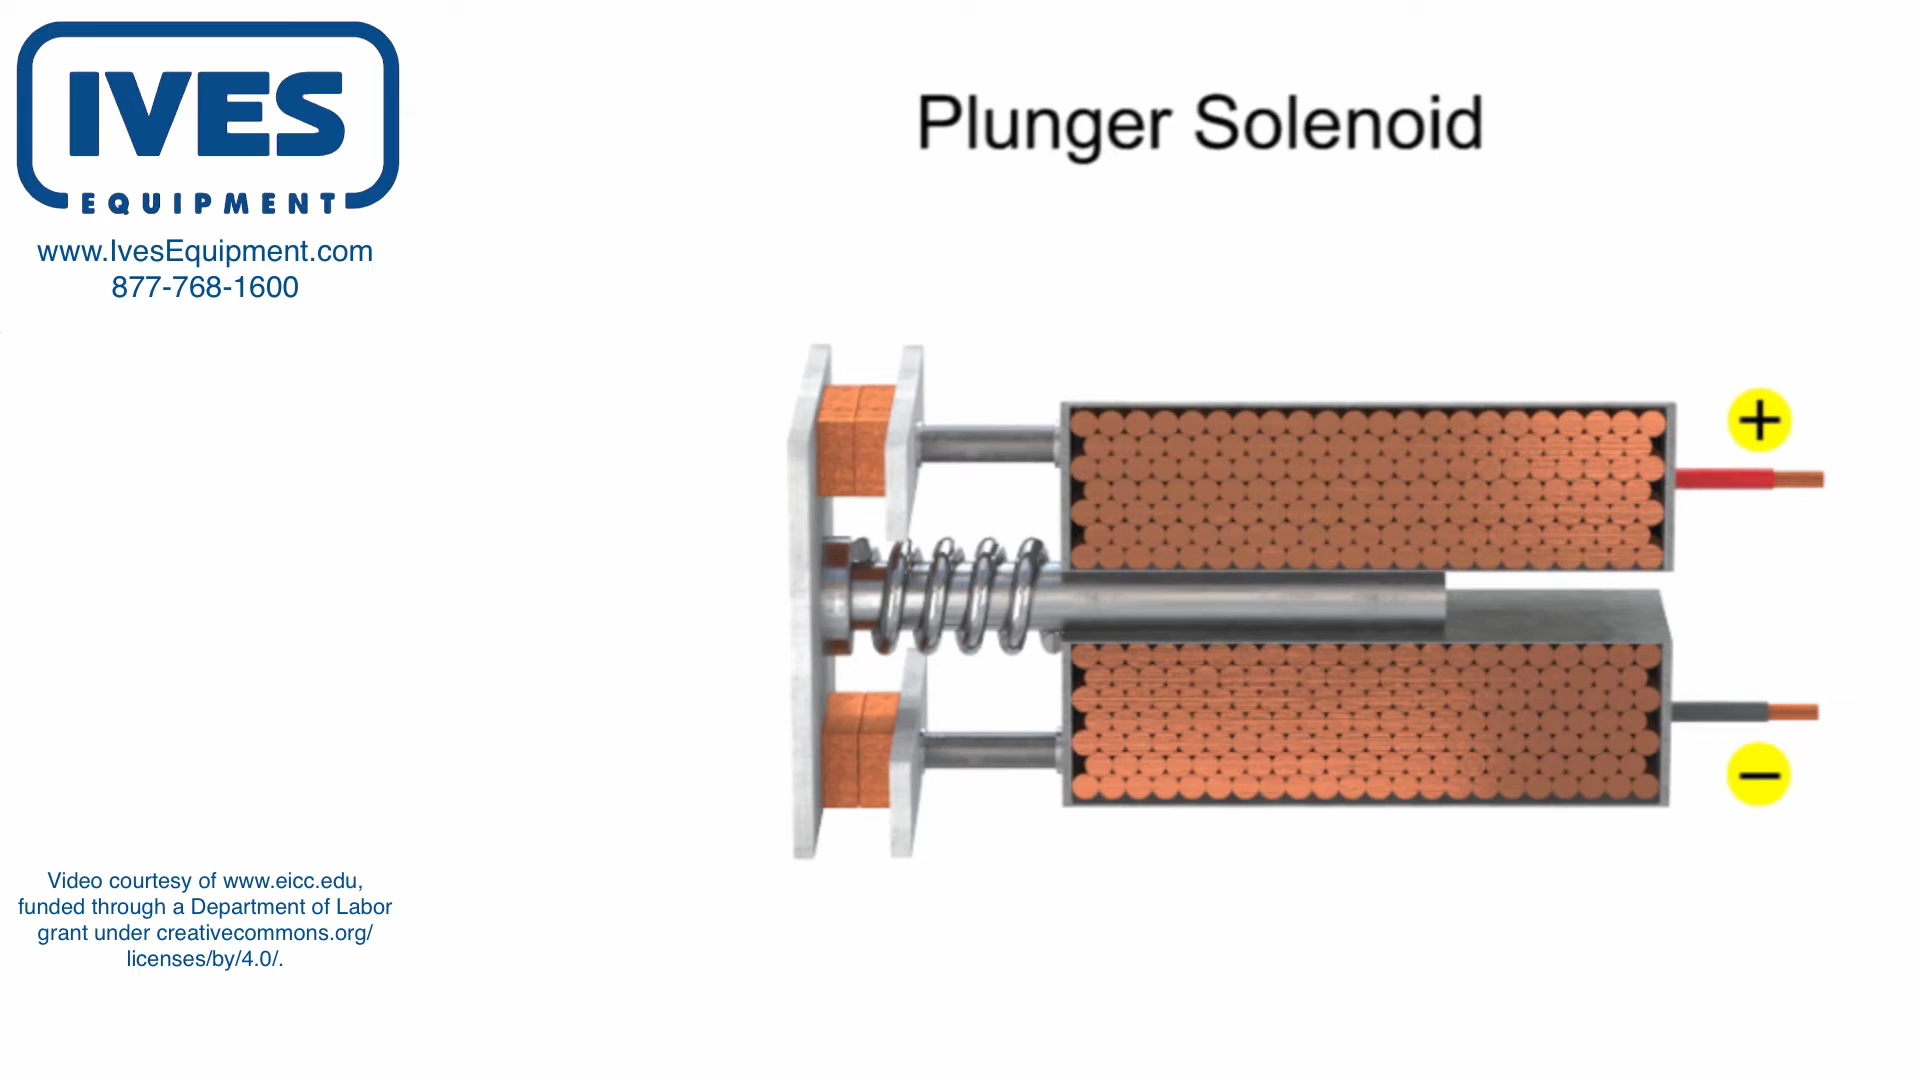 IVES
EQUIPMENT
www.IvesEquipment.com
877-768-1600
Plunger Solenoid
+
−
Video courtesy of www.eicc.edu,
funded through a Department of Labor
grant under creativecommons.org/
licenses/by/4.0/.